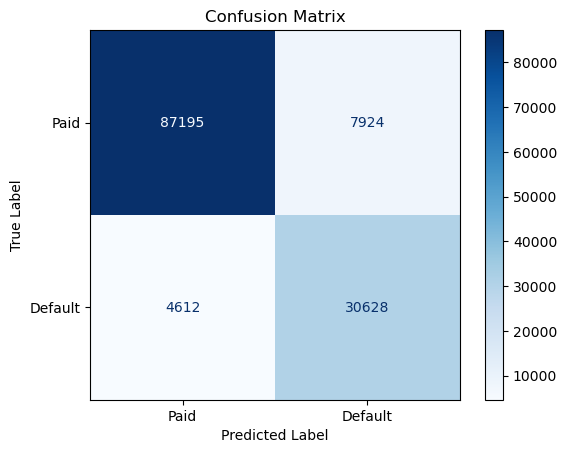 Confusion Matrix
True Label
Paid
Default
87195
7924
4612
30628
Paid
Default
Predicted Label
80000
70000
60000
50000
40000
30000
20000
10000